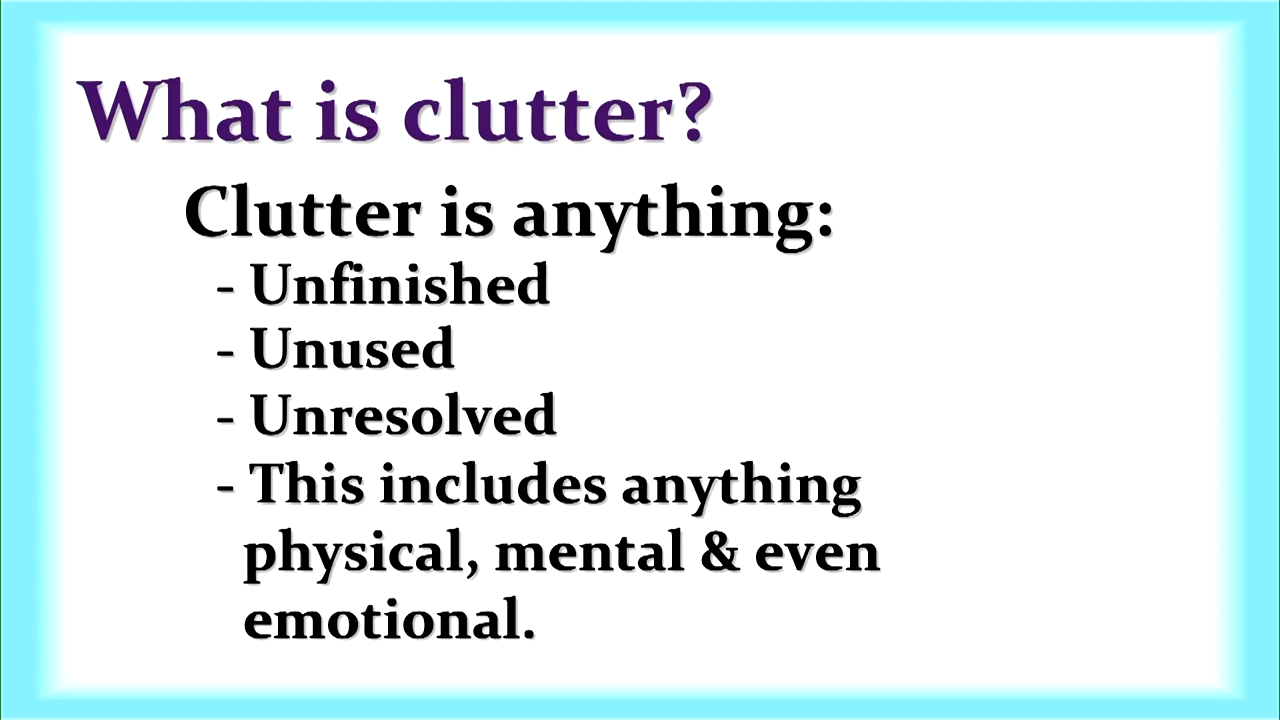 What is clutter?
Clutter is anything:
- Unfinished
- Unused
- Unresolved
- This includes anything
physical, mental & even
emotional.